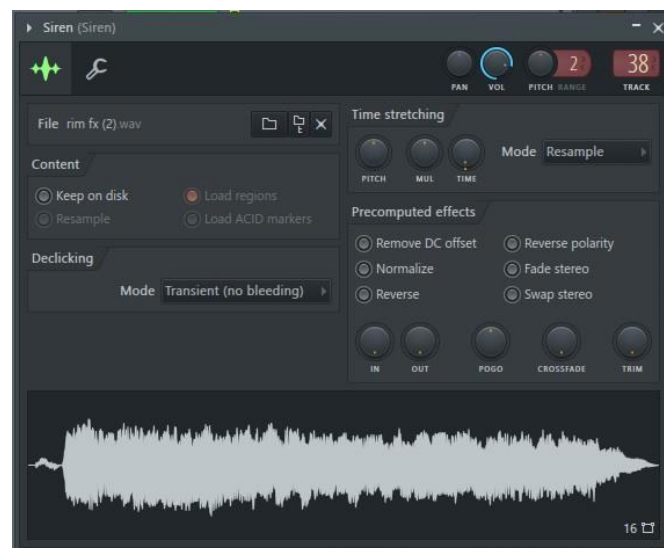 Siren (Siren)
2
38
PAN VOL PITCH RANGE TRACK
File rim fx (2).wav
Content
Keep on disk
Load regions
Resample
Load ACID markers
Declicking
Mode Transient (no bleeding)
Time stretching
PITCH MUL TIME
Mode Resample
Precomputed effects
Remove DC offset
Reverse polarity
Normalize
Fade stereo
Reverse
Swap stereo
IN OUT POGO CROSSFADE TRIM
16